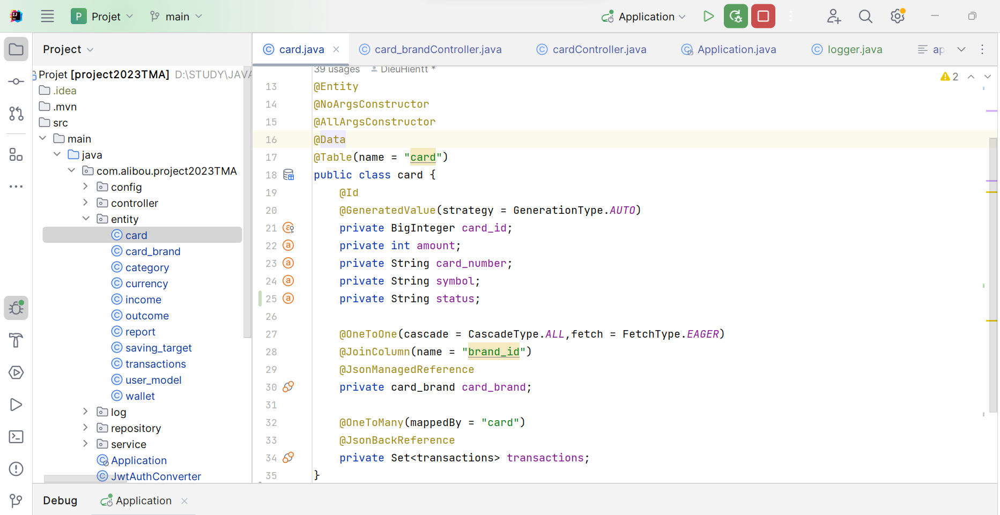 P Projet main Application
Project
card.java card_brandController.java cardController.java Application.java logger.java ap
Projet [project2023TMA] D:\STUDY\JAVA
.idea
.mvn
src
main
java
com.alibou.project2023TMA
config
controller
entity
card
card_brand
category
currency
income
outcome
report
saving_target
transactions
user_model
wallet
log
repository
service
Application
JwtAuthConverter
39 usages DieuHientt *
2
13 @Entity
14 @NoArgsConstructor
15 @AllArgsConstructor
16 @Data
17 @Table(name = "card")
18 public class card {
19 @Id
20 @GeneratedValue(strategy = GenerationType.AUTO)
21 private BigInteger card_id;
22 private int amount;
23 private String card_number;
24 private String symbol;
25 private String status;
26
27 @OneToOne(cascade = CascadeType.ALL,fetch = FetchType.EAGER)
28 @JoinColumn(name = "brand_id")
29 @JsonManagedReference
30 private card_brand card_brand;
31
32 @OneToMany(mappedBy = "card")
33 @JsonBackReference
34 private Set<transactions> transactions;
35 }
Debug Application